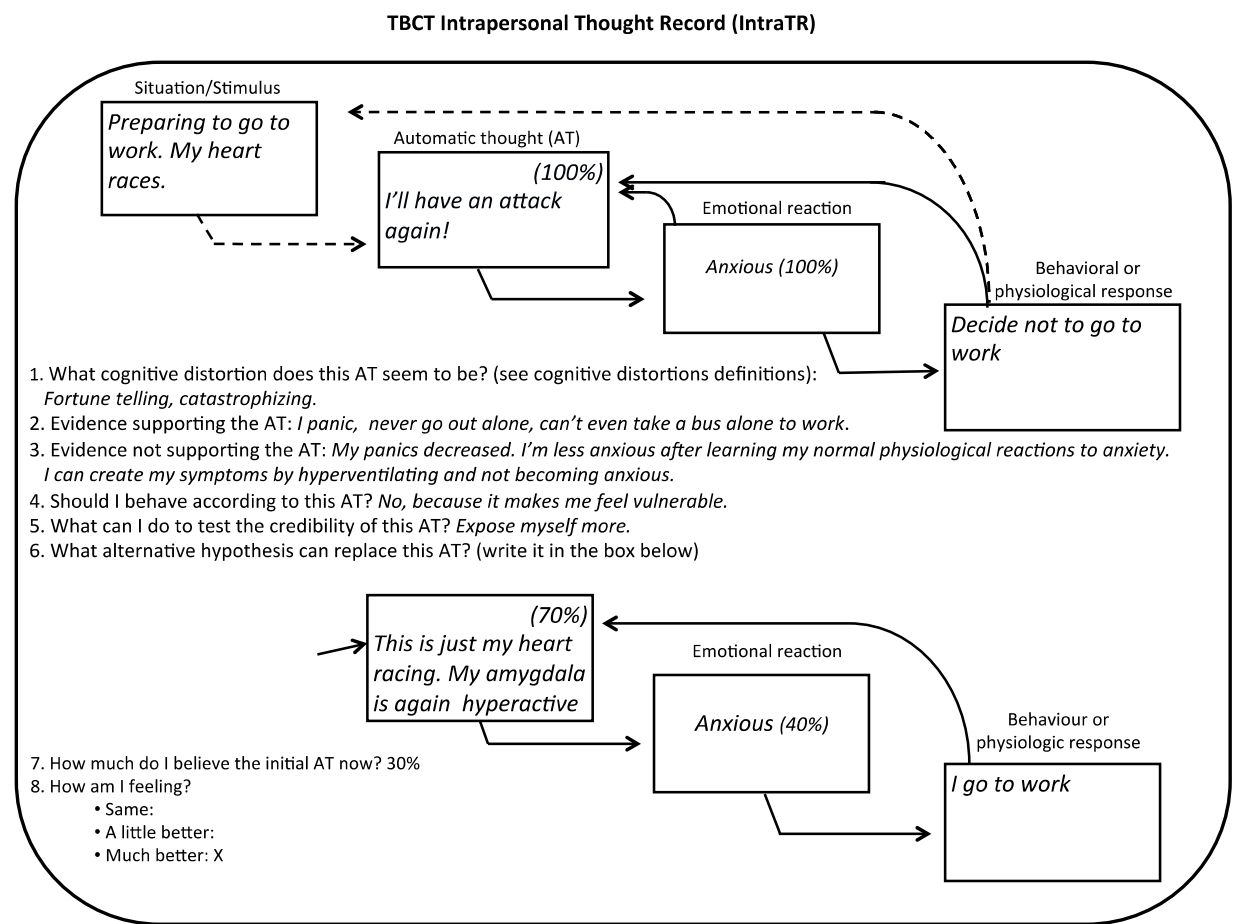 TBCT Intrapersonal Thought Record (IntraTR)
Situation/Stimulus
Preparing to go to
work. My heart
races.
Automatic thought (AT)
(100%)
I'll have an attack
again!
Emotional reaction
Anxious (100%)
Behavioral or
physiological response
Decide not to go to
work
1. What cognitive distortion does this AT seem to be? (see cognitive distortions definitions):
Fortune telling, catastrophizing.
2. Evidence supporting the AT: I panic, never go out alone, can't even take a bus alone to work.
3. Evidence not supporting the AT: My panics decreased. I'm less anxious after learning my normal physiological reactions to anxiety.
I can create my symptoms by hyperventilating and not becoming anxious.
4. Should I behave according to this AT? No, because it makes me feel vulnerable.
5. What can I do to test the credibility of this AT? Expose myself more.
6. What alternative hypothesis can replace this AT? (write it in the box below)
(70%)
This is just my heart
racing. My amygdala
is again hyperactive
Emotional reaction
Anxious (40%)
Behaviour or
physiologic response
I go to work
7. How much do I believe the initial AT now? 30%
8. How am I feeling?
• Same:
• A little better:
• Much better: X